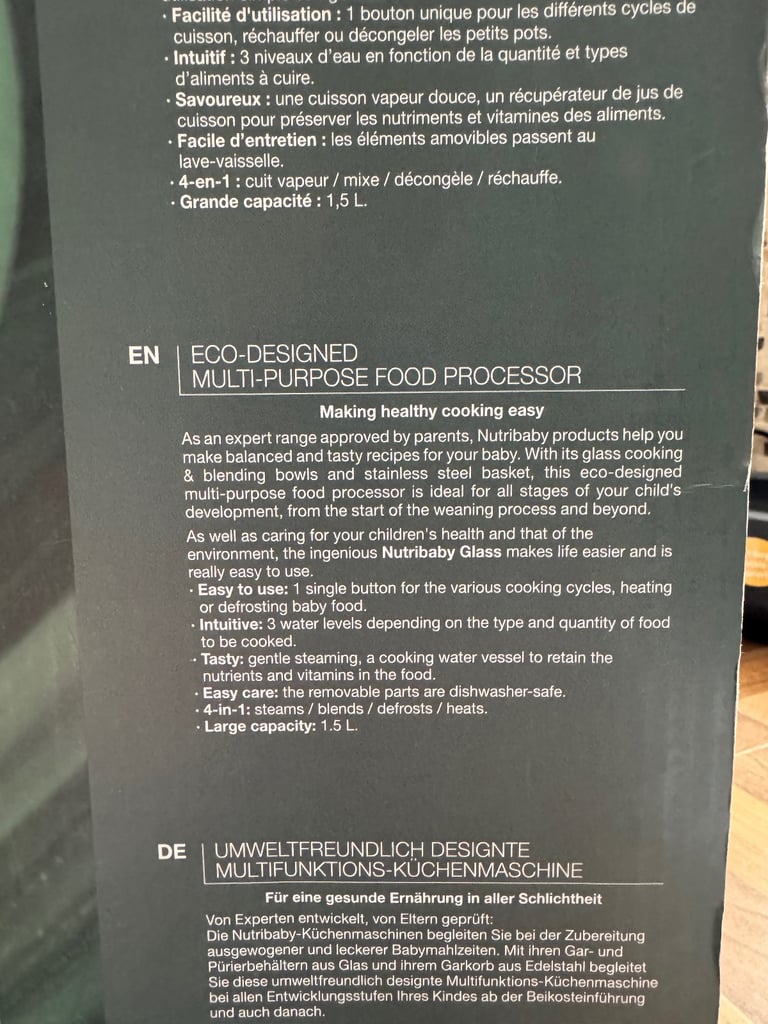 · Facilité d'utilisation : 1 bouton unique pour les différents cycles de
cuisson, réchauffer ou décongeler les petits pots.
· Intuitif : 3 niveaux d'eau en fonction de la quantité et types
d'aliments à cuire.
· Savoureux : une cuisson vapeur douce, un récupérateur de jus de
cuisson pour préserver les nutriments et vitamines des aliments.
· Facile d'entretien : les éléments amovibles passent au
lave-vaisselle.
· 4-en-1 : cuit vapeur / mixe / décongèle / réchauffe.
· Grande capacité : 1,5 L.
EN
ECO-DESIGNED
MULTI-PURPOSE FOOD PROCESSOR
Making healthy cooking easy
As an expert range approved by parents, Nutribaby products help you
make balanced and tasty recipes for your baby. With its glass cooking
& blending bowls and stainless steel basket, this eco-designed
multi-purpose food processor is ideal for all stages of your child's
development, from the start of the weaning process and beyond.
As well as caring for your children's health and that of the
environment, the ingenious Nutribaby Glass makes life easier and is
really easy to use.
· Easy to use: 1 single button for the various cooking cycles, heating
or defrosting baby food.
· Intuitive: 3 water levels depending on the type and quantity of food
to be cooked.
· Tasty: gentle steaming, a cooking water vessel to retain the
nutrients and vitamins in the food.
· Easy care: the removable parts are dishwasher-safe.
· 4-in-1: steams / blends / defrosts / heats.
· Large capacity: 1.5 L.
DE
UMWELTFREUNDLICH DESIGNTE
MULTIFUNKTIONS-KÜCHENMASCHINE
Für eine gesunde Ernährung in aller Schlichtheit
Von Experten entwickelt, von Eltern geprüft:
Die Nutribaby-Küchenmaschinen begleiten Sie bei der Zubereitung
ausgewogener und leckerer Babymahlzeiten. Mit ihren Gar- und
Pürierbehältern aus Glas und ihrem Garkorb aus Edelstahl begleitet
Sie diese umweltfreundlich designte Multifunktions-Küchenmaschine
bei allen Entwicklungsstufen Ihres Kindes ab der Beikosteinführung
und auch danach.